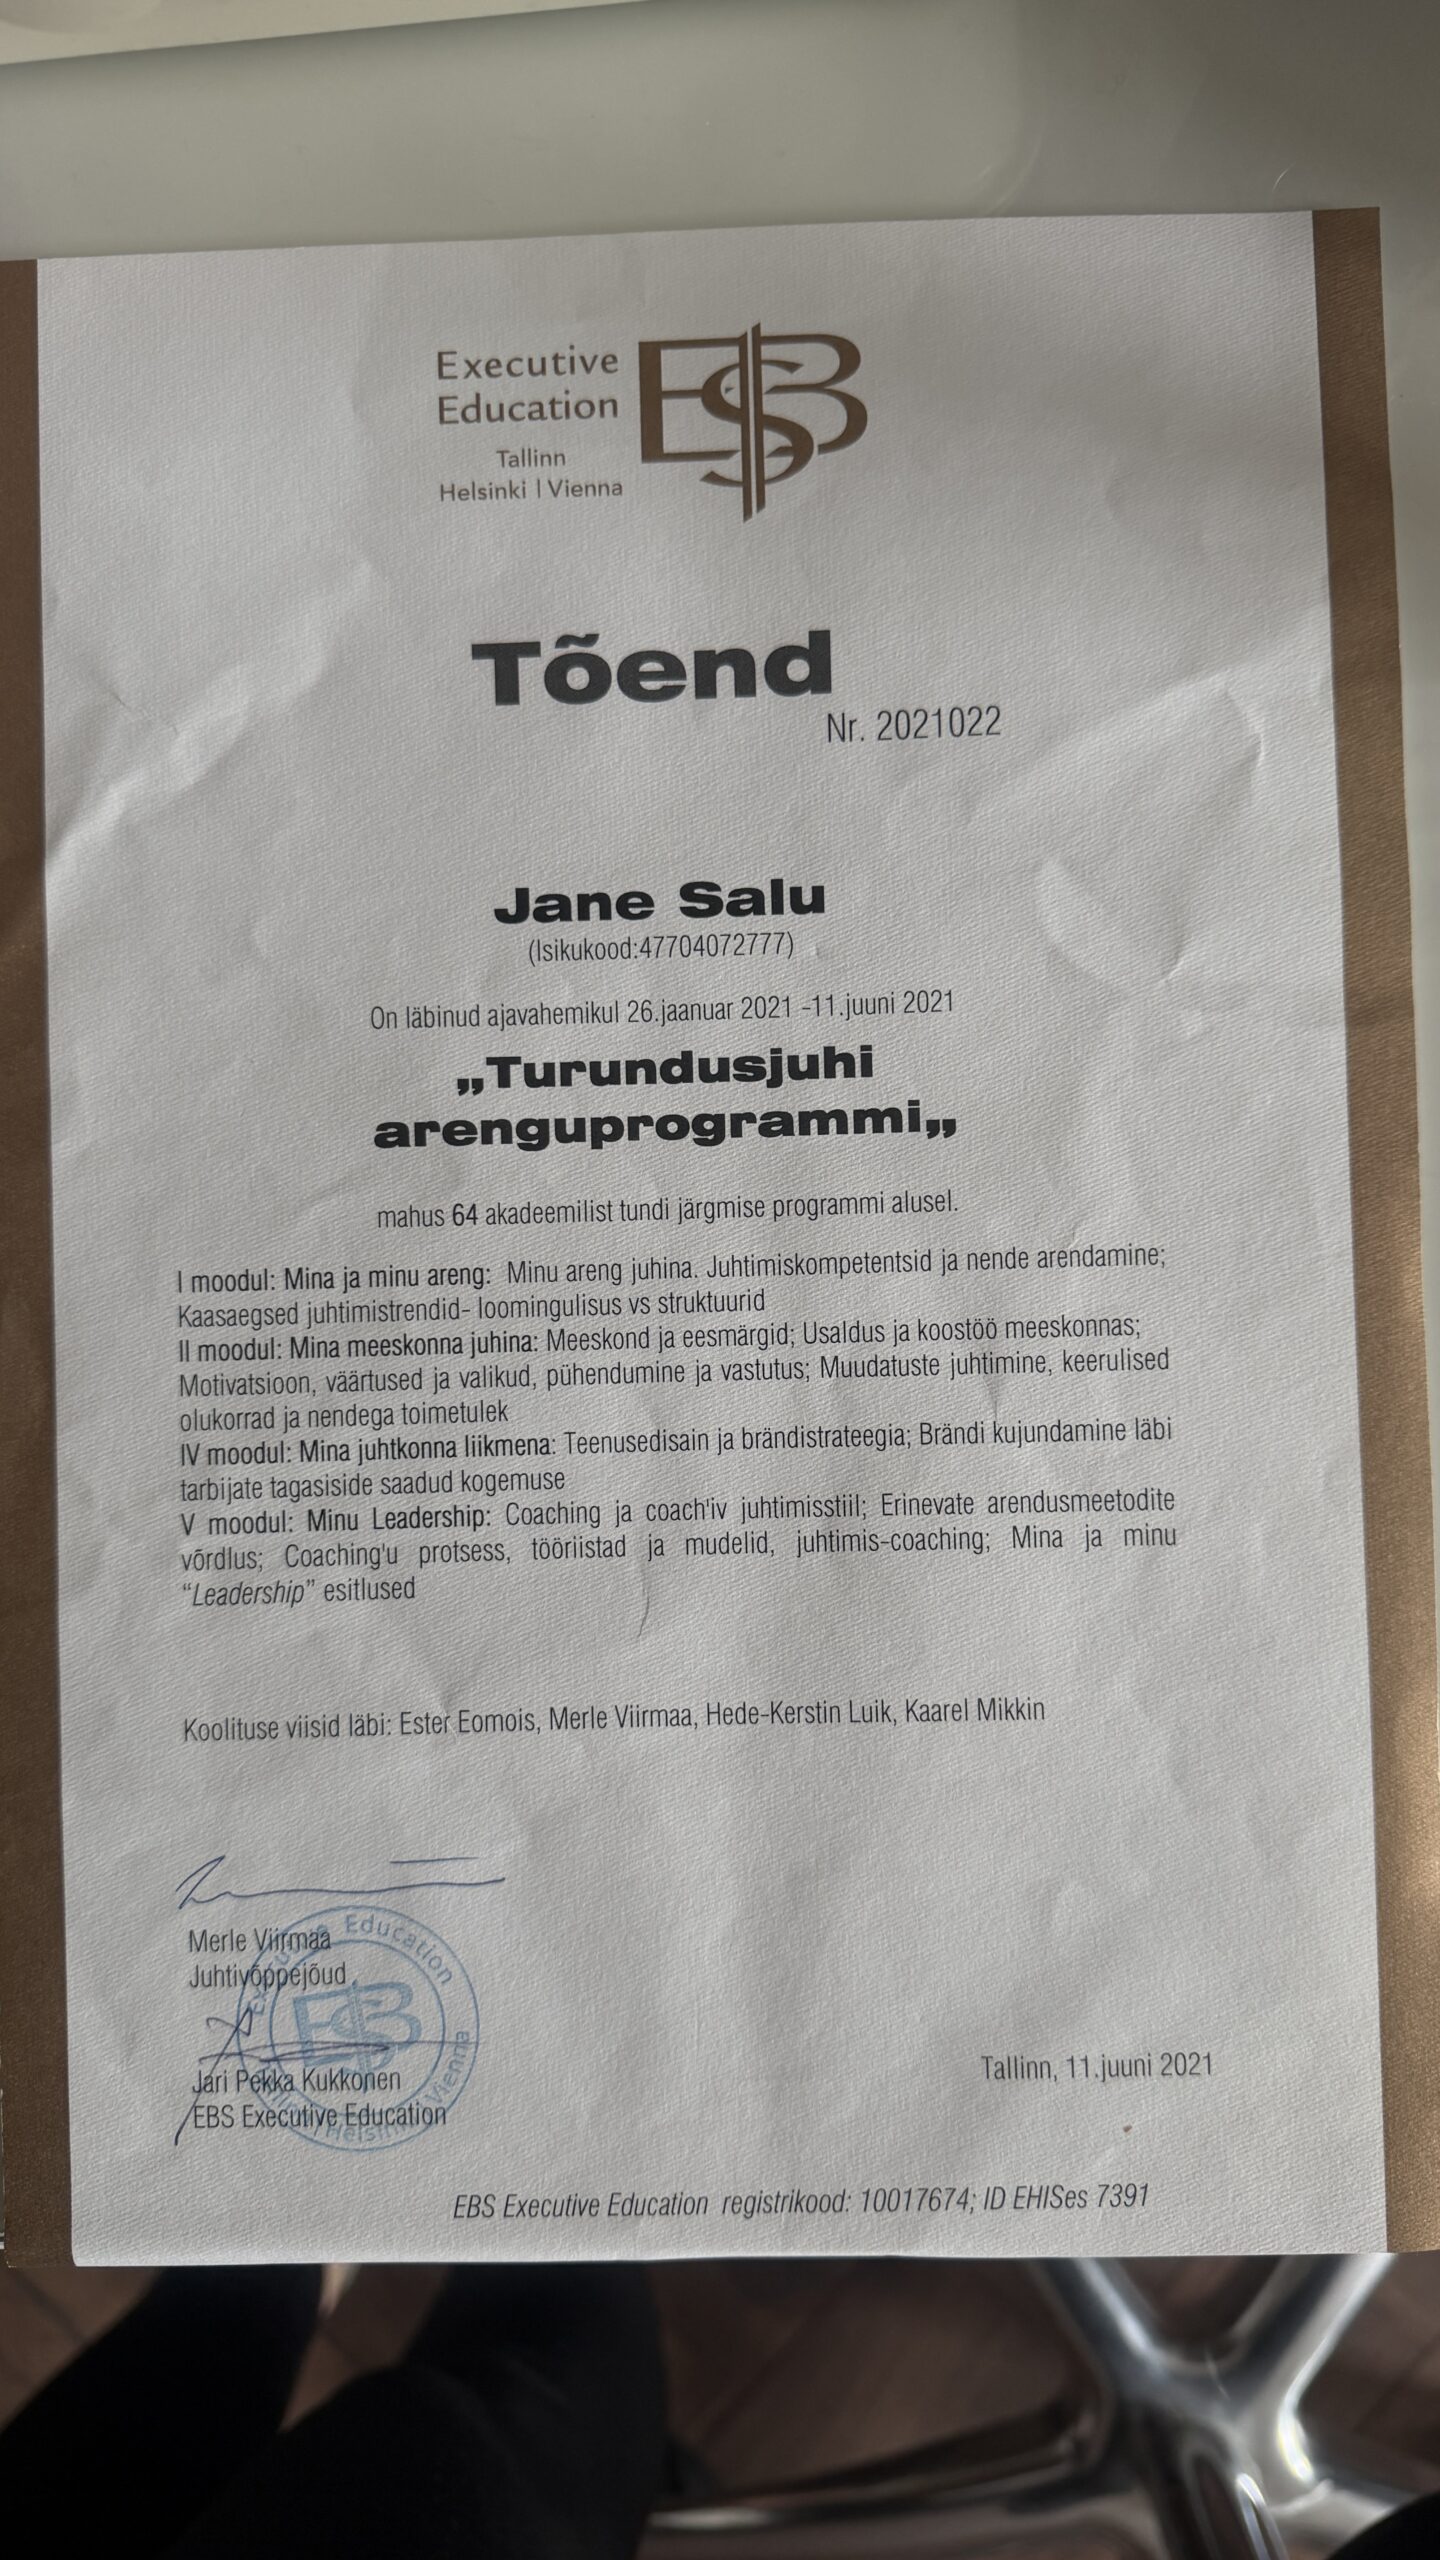 Executive
Education
Tallinn
Helsinki | Vienna
EBS
Tõend
Nr. 2021022
Jane Salu
(Isikukood:47704072777)
On läbinud ajavahemikul 26.jaanuar 2021 -11.juuni 2021
„Turundusjuhi
arenguprogrammi„
mahus 64 akadeemilist tundi järgmise programmi alusel.
I moodul: Mina ja minu areng: Minu areng juhina. Juhtimiskompetentsid ja nende arendamine;
Kaasaegsed juhtimistrendid- loomingulisus vs struktuurid
II moodul: Mina meeskonna juhina: Meeskond ja eesmärgid; Usaldus ja koostöö meeskonnas;
Motivatsioon, väärtused ja valikud, pühendumine ja vastutus; Muudatuste juhtimine, keerulised
olukorrad ja nendega toimetulek
IV moodul: Mina juhtkonna liikmena: Teenusedisain ja brändistrateegia; Brändi kujundamine läbi
tarbijate tagasiside saadud kogemuse
V moodul: Minu Leadership: Coaching ja coach'iv juhtimisstiil; Erinevate arendusmeetodite
võrdlus; Coaching'u protsess, tööriistad ja mudelid, juhtimis-coaching; Mina ja minu
“Leadership” esitlused
Koolituse viisid läbi: Ester Eomois, Merle Viirmaa, Hede-Kerstin Luik, Kaarel Mikkin
Merle Viirmaa
Juhtivõppejõud
Jari Pekka Kukkonen
EBS Executive Education
Executive Education
EBS
Tallinn Helsinki Vienna
Tallinn, 11.juuni 2021
EBS Executive Education registrikood: 10017674; ID EHISes 7391